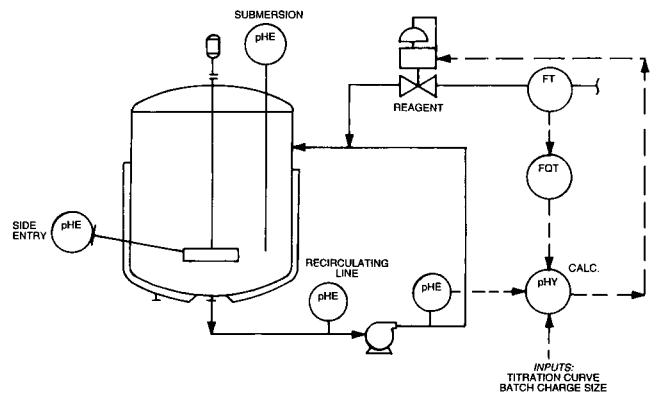 SUBMERSION
pHE
REAGENT
FT
FQT
SIDE
ENTRY
pHE
RECIRCULATING
LINE
pHE
pHE
pHY
CALC.
INPUTS:
TITRATION CURVE
BATCH CHARGE SIZE